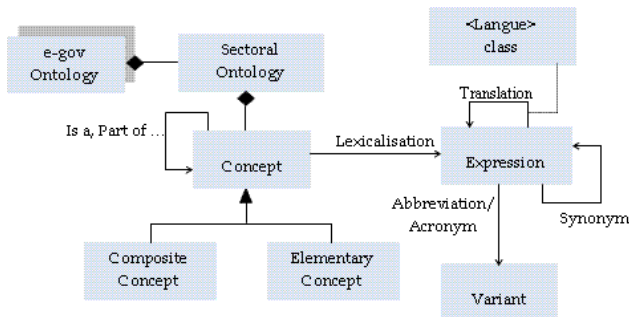 e-gov
Ontology
Sectoral
Ontology
<Langue>
class
Translation
Is a, Part of ...
Concept
Lexicalisation
Expression
Abbreviation/
Acronym
Synonym
Composite
Concept
Elementary
Concept
Variant